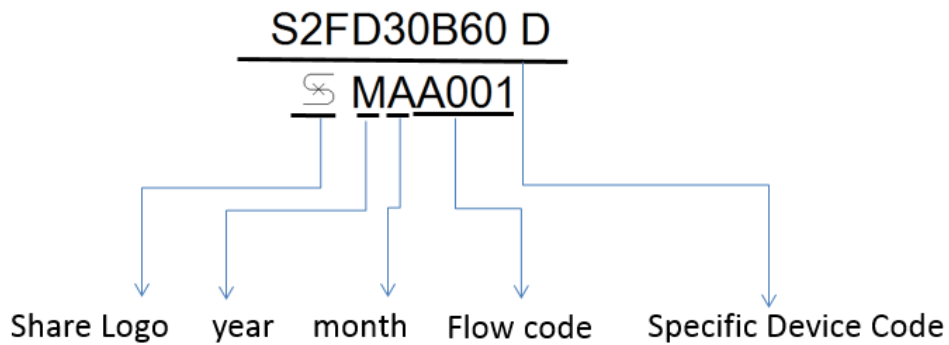 S2FD30B60 D
MAA001
Share Logo year month Flow code Specific Device Code